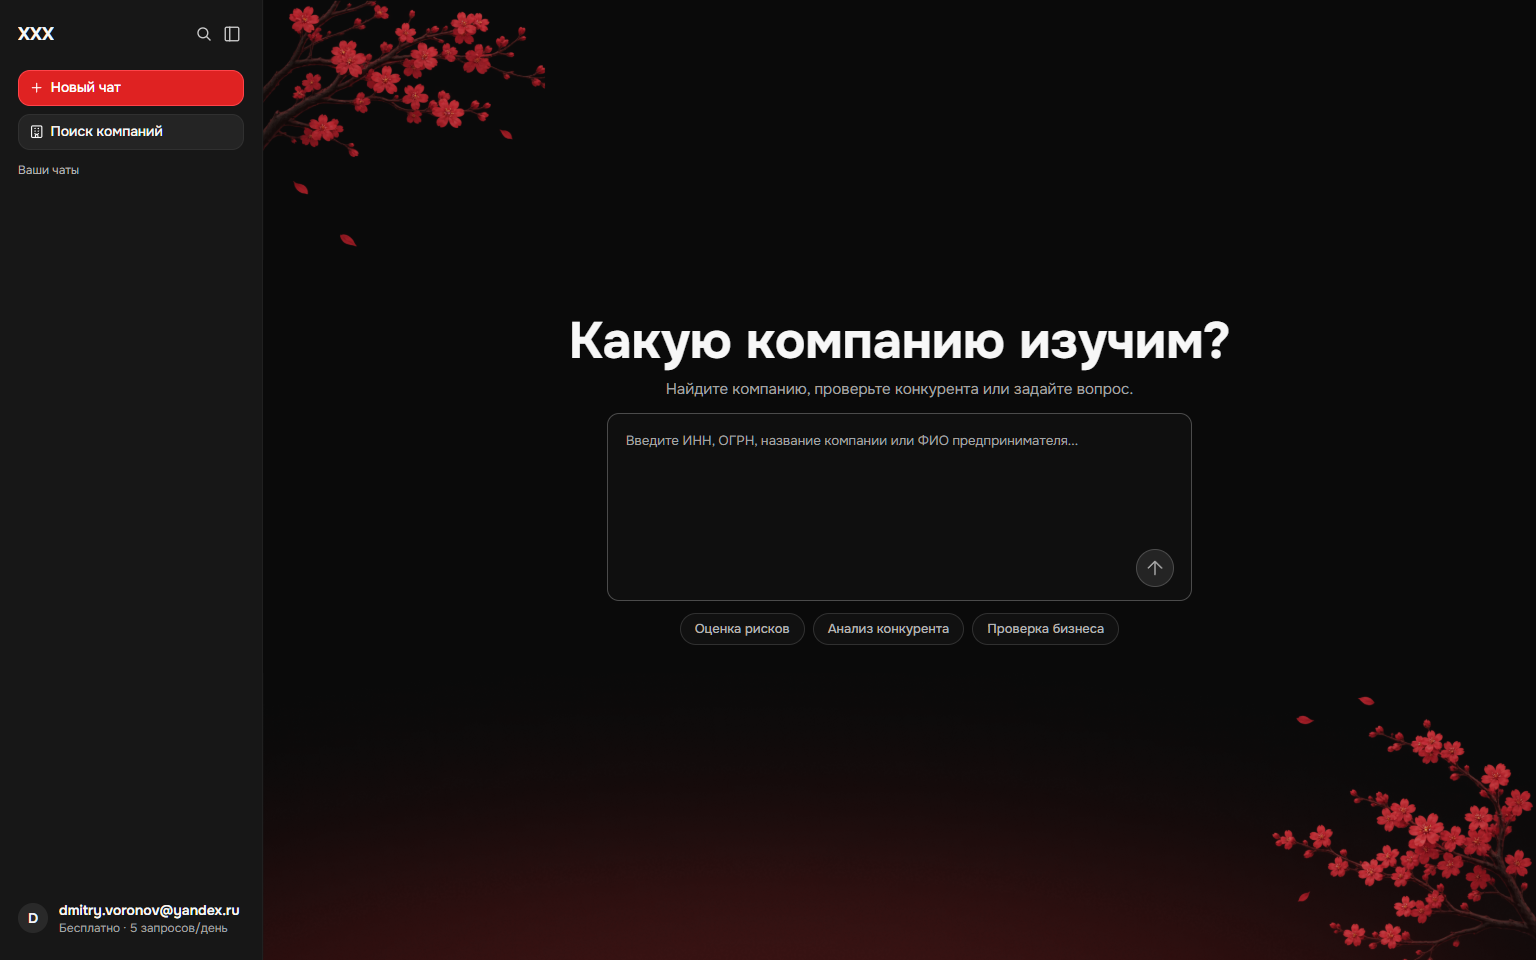 XXX
Новый чат
Поиск компаний
Ваши чаты
Какую компанию изучим?
Найдите компанию, проверьте конкурента или задайте вопрос.
Введите ИНН, ОГРН, название компании или ФИО предпринимателя...
Оценка рисков
Анализ конкурента
Проверка бизнеса
D
dmitry.voronov@yandex.ru
Бесплатно · 5 запросов/день